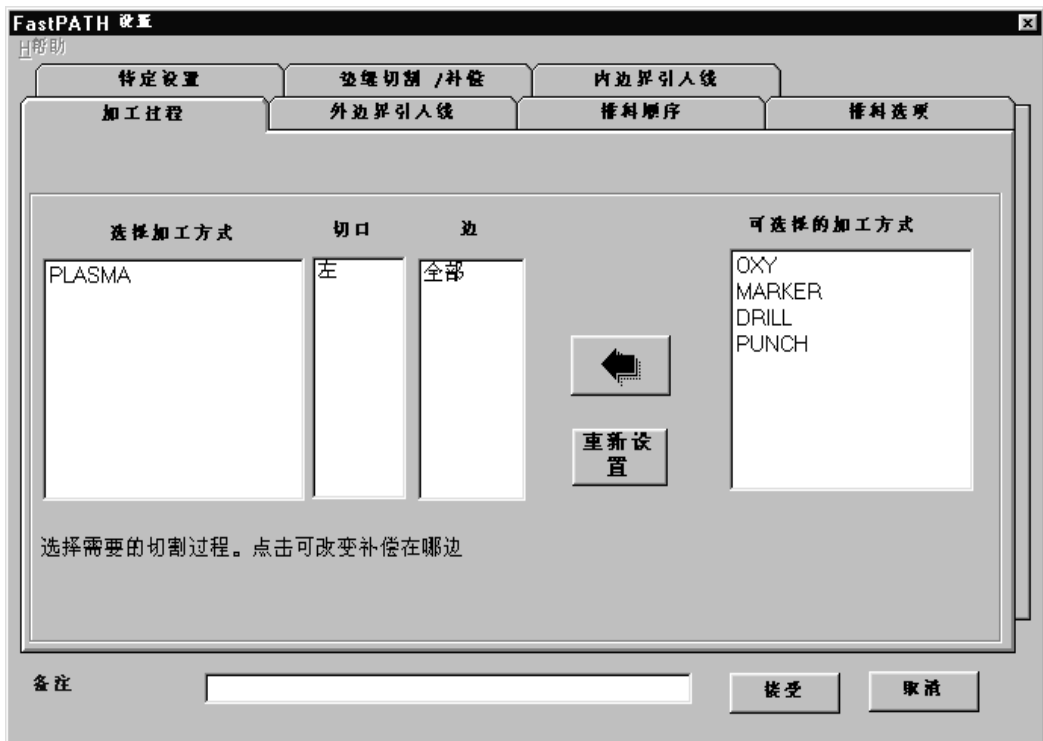 FastPATH 设置
H帮助
特定设置
垫缝切割 /补偿
内边界引入线
加工过程
外边界引入线
排料顺序
排料选项
选择加工方式
切口
边
可选择的加工方式
PLASMA
左
全部
OXY
MARKER
DRILL
PUNCH
重新设
置
选择需要的切割过程。点击可改变补偿在哪边
备注
接受
取消